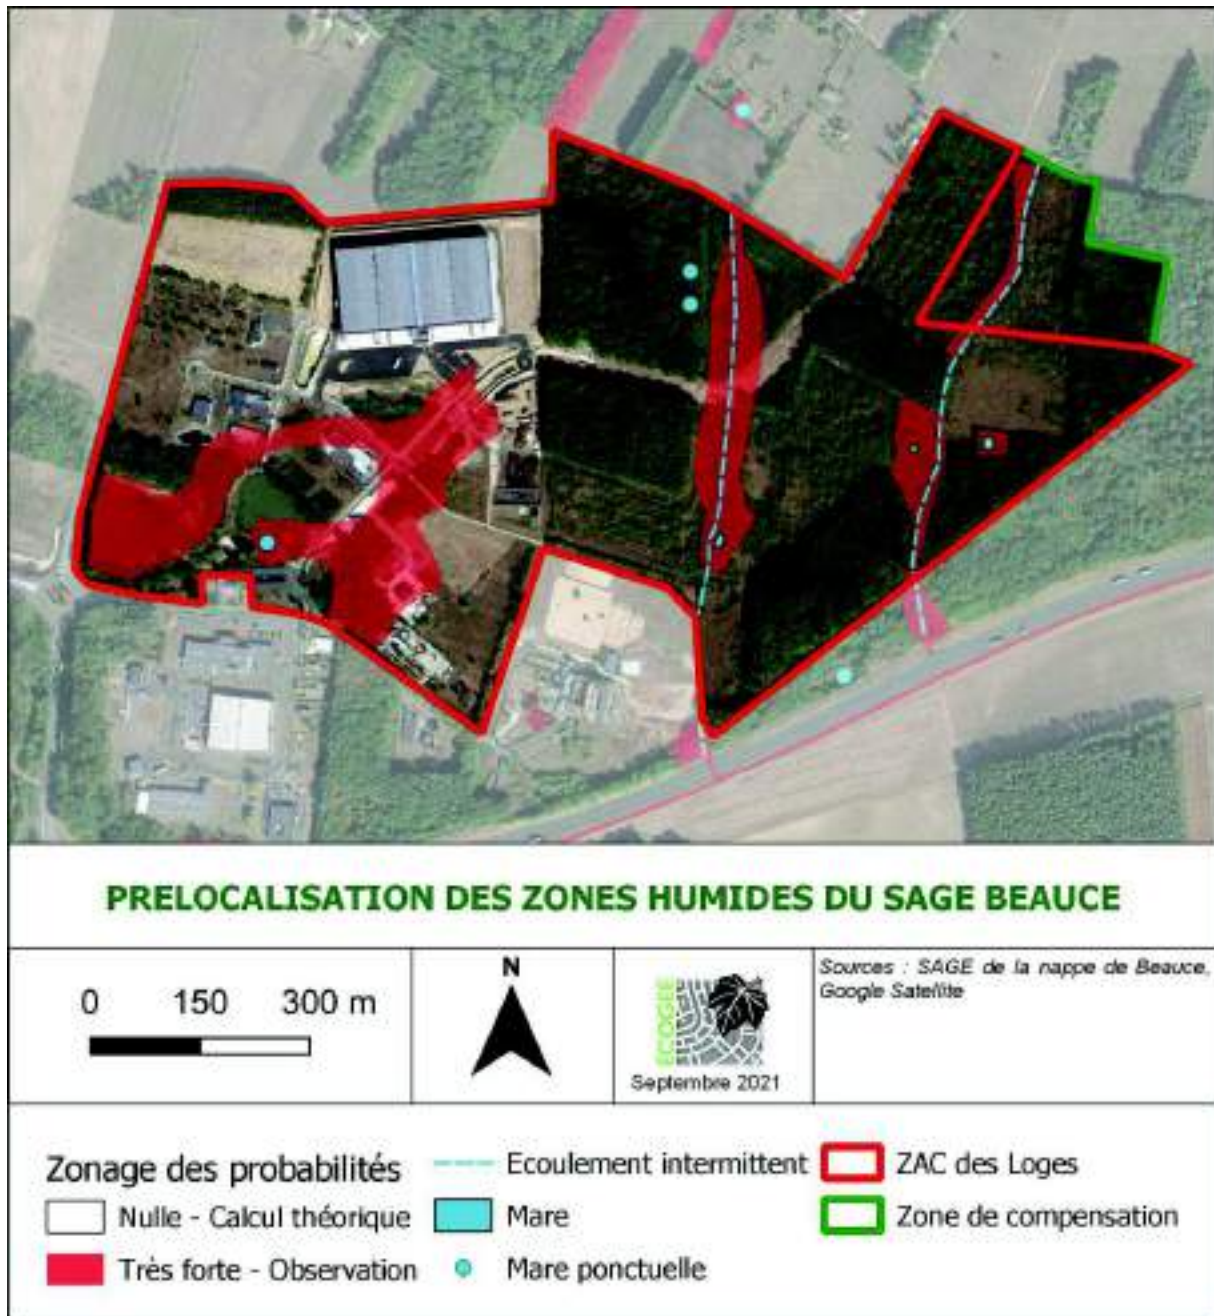 PRELOCALISATION DES ZONES HUMIDES DU SAGE BEAUCE
0 150 300 m
N
ECOGEE
Septembre 2021
Sources : SAGE de la nappe de Beauce,
Google Satellite
Zonage des probabilités
Nulle - Calcul théorique
Très forte - Observation
Ecoulement intermittent
Mare
Mare ponctuelle
ZAC des Loges
Zone de compensation